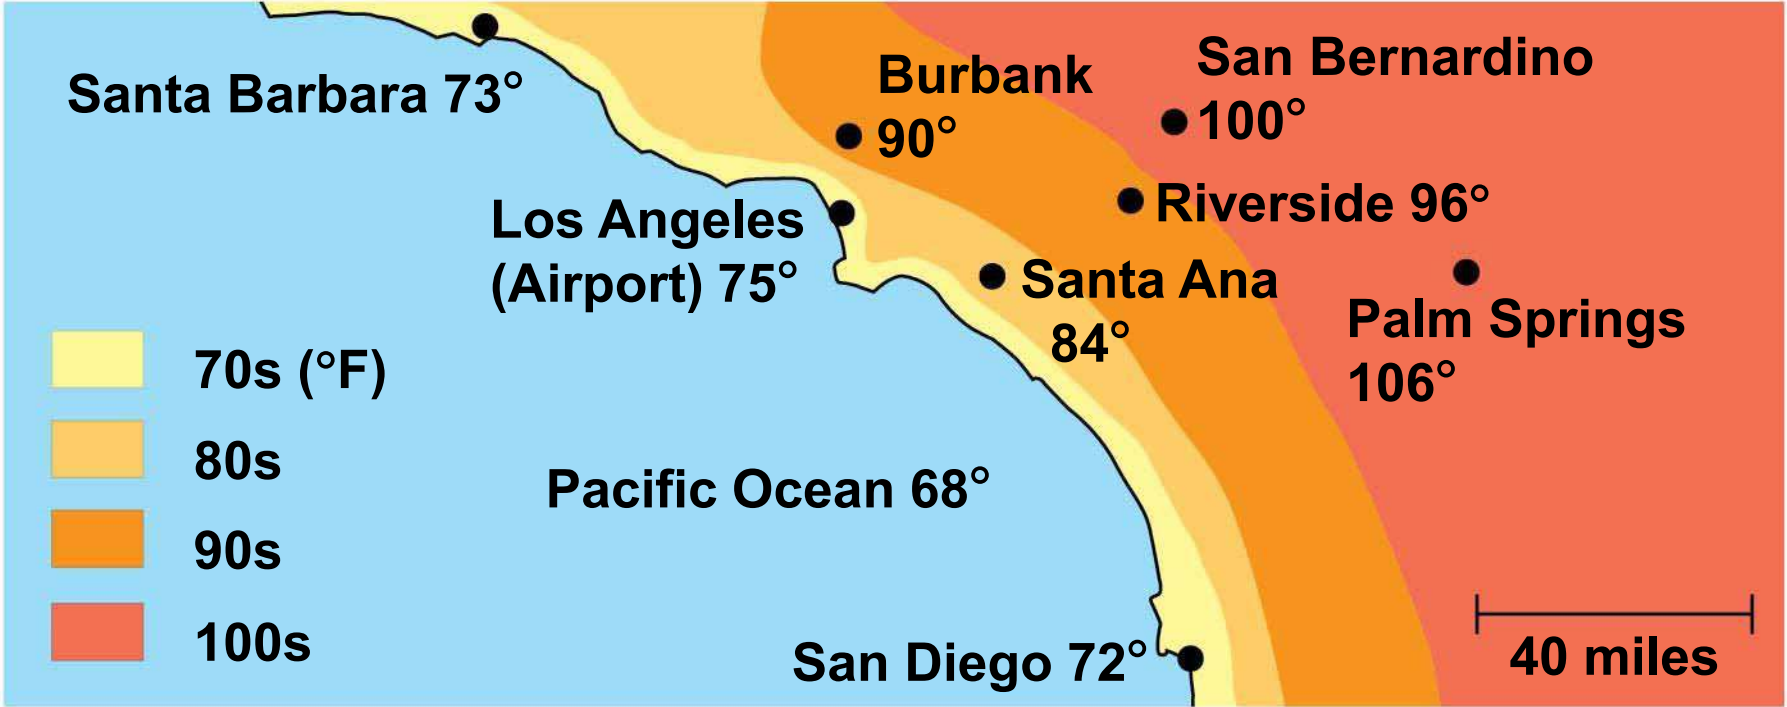 Santa Barbara 73°
Burbank
90°
San Bernardino
100°
Los Angeles
(Airport) 75°
Riverside 96°
Santa Ana
84°
Palm Springs
106°
70s (°F)
80s
90s
100s
Pacific Ocean 68°
San Diego 72°
40 miles